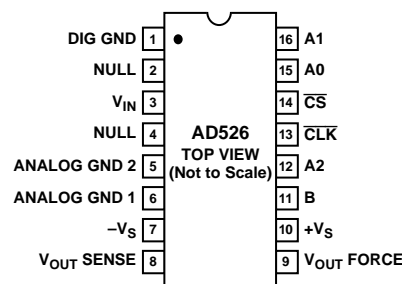 DIG GND 1
NULL 2
VIN 3
NULL 4
ANALOG GND 2 5
ANALOG GND 1 6
−VS 7
VOUT SENSE 8
AD526
TOP VIEW
(Not to Scale)
16 A1
15 A0
14 C̅S̅
13 C̅L̅K̅
12 A2
11 B
10 +VS
9 VOUT FORCE